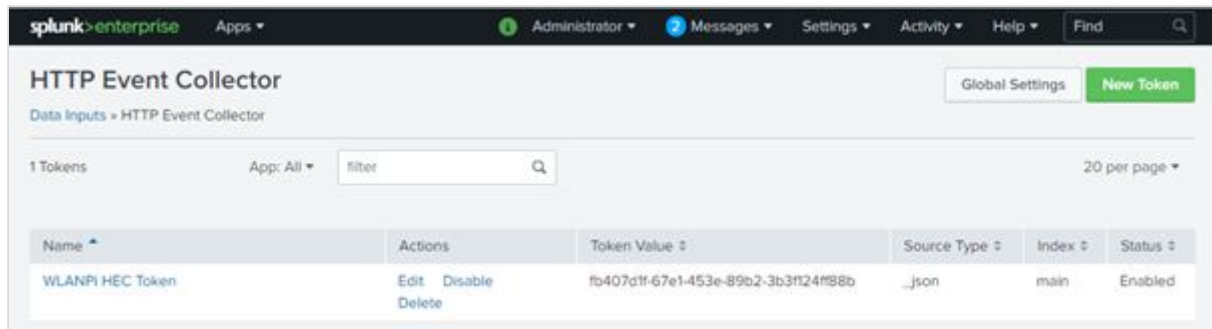 splunk>enterprise Apps Administrator 2 Messages Settings Activity Help Find
HTTP Event Collector Global Settings New Token
Data Inputs » HTTP Event Collector
1 Tokens App: All filter 20 per page
Name Actions Token Value Source Type Index Status
WLANPi HEC Token Edit Disable fb407d1f-67e1-453e-89b2-3b3f124ff88b _json main Enabled
Delete